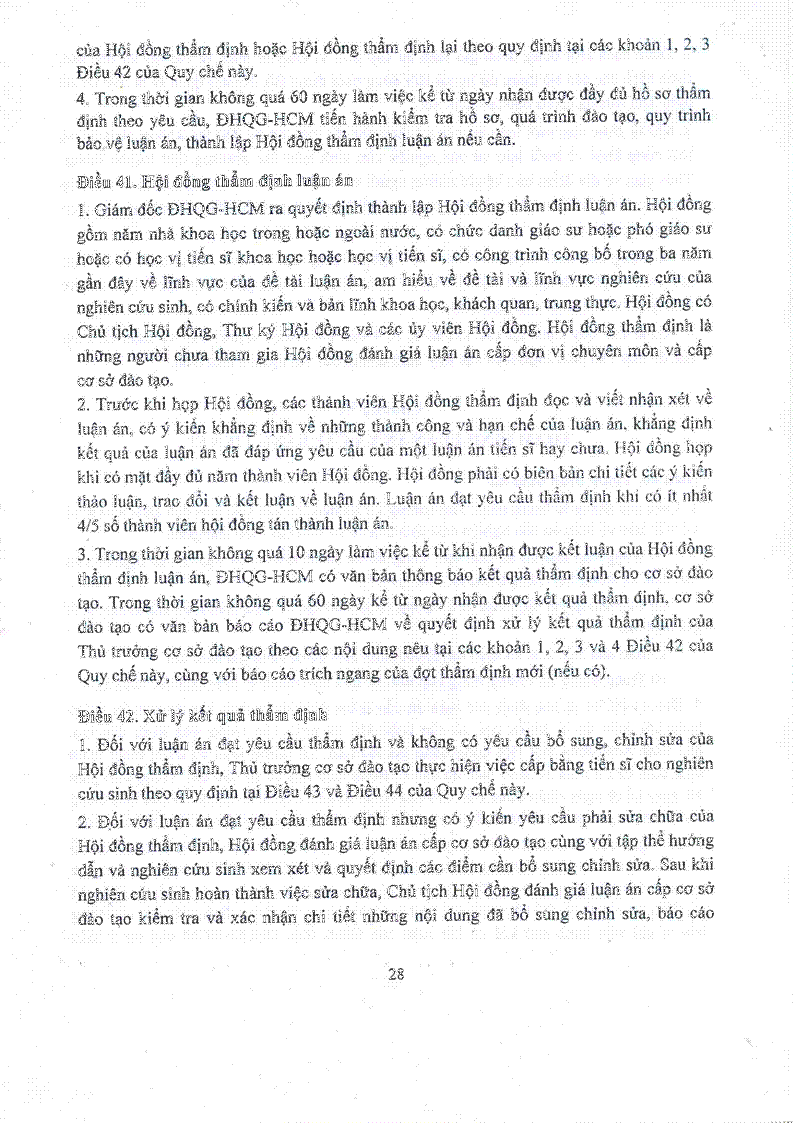 của Hội đồng thẩm định hoặc Hội đồng thẩm định lại theo quy định tại các khoản 1, 2, 3
Điều 42 của Quy chế này.
4. Trong thời gian không quá 60 ngày làm việc kể từ ngày nhận được đầy đủ hồ sơ thẩm
định theo yêu cầu, ĐHQG-HCM tiến hành kiểm tra hồ sơ, quá trình đào tạo, quy trình
bảo vệ luận án, thành lập Hội đồng thẩm định luận án nếu cần.
Điều 41. Hội đồng thẩm định luận án
1. Giám đốc ĐHQG-HCM ra quyết định thành lập Hội đồng thẩm định luận án. Hội đồng
gồm năm nhà khoa học trong hoặc ngoài nước, có chức danh giáo sư hoặc phó giáo sư
hoặc có học vị tiến sĩ khoa học hoặc học vị tiến sĩ, có công trình công bố trong ba năm
gần đây về lĩnh vực của đề tài luận án, am hiểu về đề tài và lĩnh vực nghiên cứu của
nghiên cứu sinh, có chính kiến và bản lĩnh khoa học, khách quan, trung thực. Hội đồng có
Chủ tịch Hội đồng, Thư ký Hội đồng và các ủy viên Hội đồng. Hội đồng thẩm định là
những người chưa tham gia Hội đồng đánh giá luận án cấp đơn vị chuyên môn và cấp
cơ sở đào tạo.
2. Trước khi họp Hội đồng, các thành viên Hội đồng thẩm định đọc và viết nhận xét về
luận án, có ý kiến khẳng định về những thành công và hạn chế của luận án, khẳng định
kết quả của luận án đã đáp ứng yêu cầu của một luận án tiến sĩ hay chưa. Hội đồng họp
khi có mặt đầy đủ năm thành viên Hội đồng. Hội đồng phải có biên bản chi tiết các ý kiến
thảo luận, trao đổi và kết luận về luận án. Luận án đạt yêu cầu thẩm định khi có ít nhất
4/5 số thành viên hội đồng tán thành luận án.
3. Trong thời gian không quá 10 ngày làm việc kể từ khi nhận được kết luận của Hội đồng
thẩm định luận án, ĐHQG-HCM có văn bản thông báo kết quả thẩm định cho cơ sở đào
tạo. Trong thời gian không quá 60 ngày kể từ ngày nhận được kết quả thẩm định, cơ sở
đào tạo có văn bản báo cáo ĐHQG-HCM về quyết định xử lý kết quả thẩm định của
Thủ trưởng cơ sở đào tạo theo các nội dung nêu tại các khoản 1, 2, 3 và 4 Điều 42 của
Quy chế này, cùng với báo cáo trích ngang của đợt thẩm định mới (nếu có).
Điều 42. Xử lý kết quả thẩm định
1. Đối với luận án đạt yêu cầu thẩm định và không có yêu cầu bổ sung, chỉnh sửa của
Hội đồng thẩm định, Thủ trưởng cơ sở đào tạo thực hiện việc cấp bằng tiến sĩ cho nghiên
cứu sinh theo quy định tại Điều 43 và Điều 44 của Quy chế này.
2. Đối với luận án đạt yêu cầu thẩm định nhưng có ý kiến yêu cầu phải sửa chữa của
Hội đồng thẩm định, Hội đồng đánh giá luận án cấp cơ sở đào tạo cùng với tập thể hướng
dẫn và nghiên cứu sinh xem xét và quyết định các điểm cần bổ sung chỉnh sửa. Sau khi
nghiên cứu sinh hoàn thành việc sửa chữa, Chủ tịch Hội đồng đánh giá luận án cấp cơ sở
đào tạo kiểm tra và xác nhận chi tiết những nội dung đã bổ sung chỉnh sửa, báo cáo
28